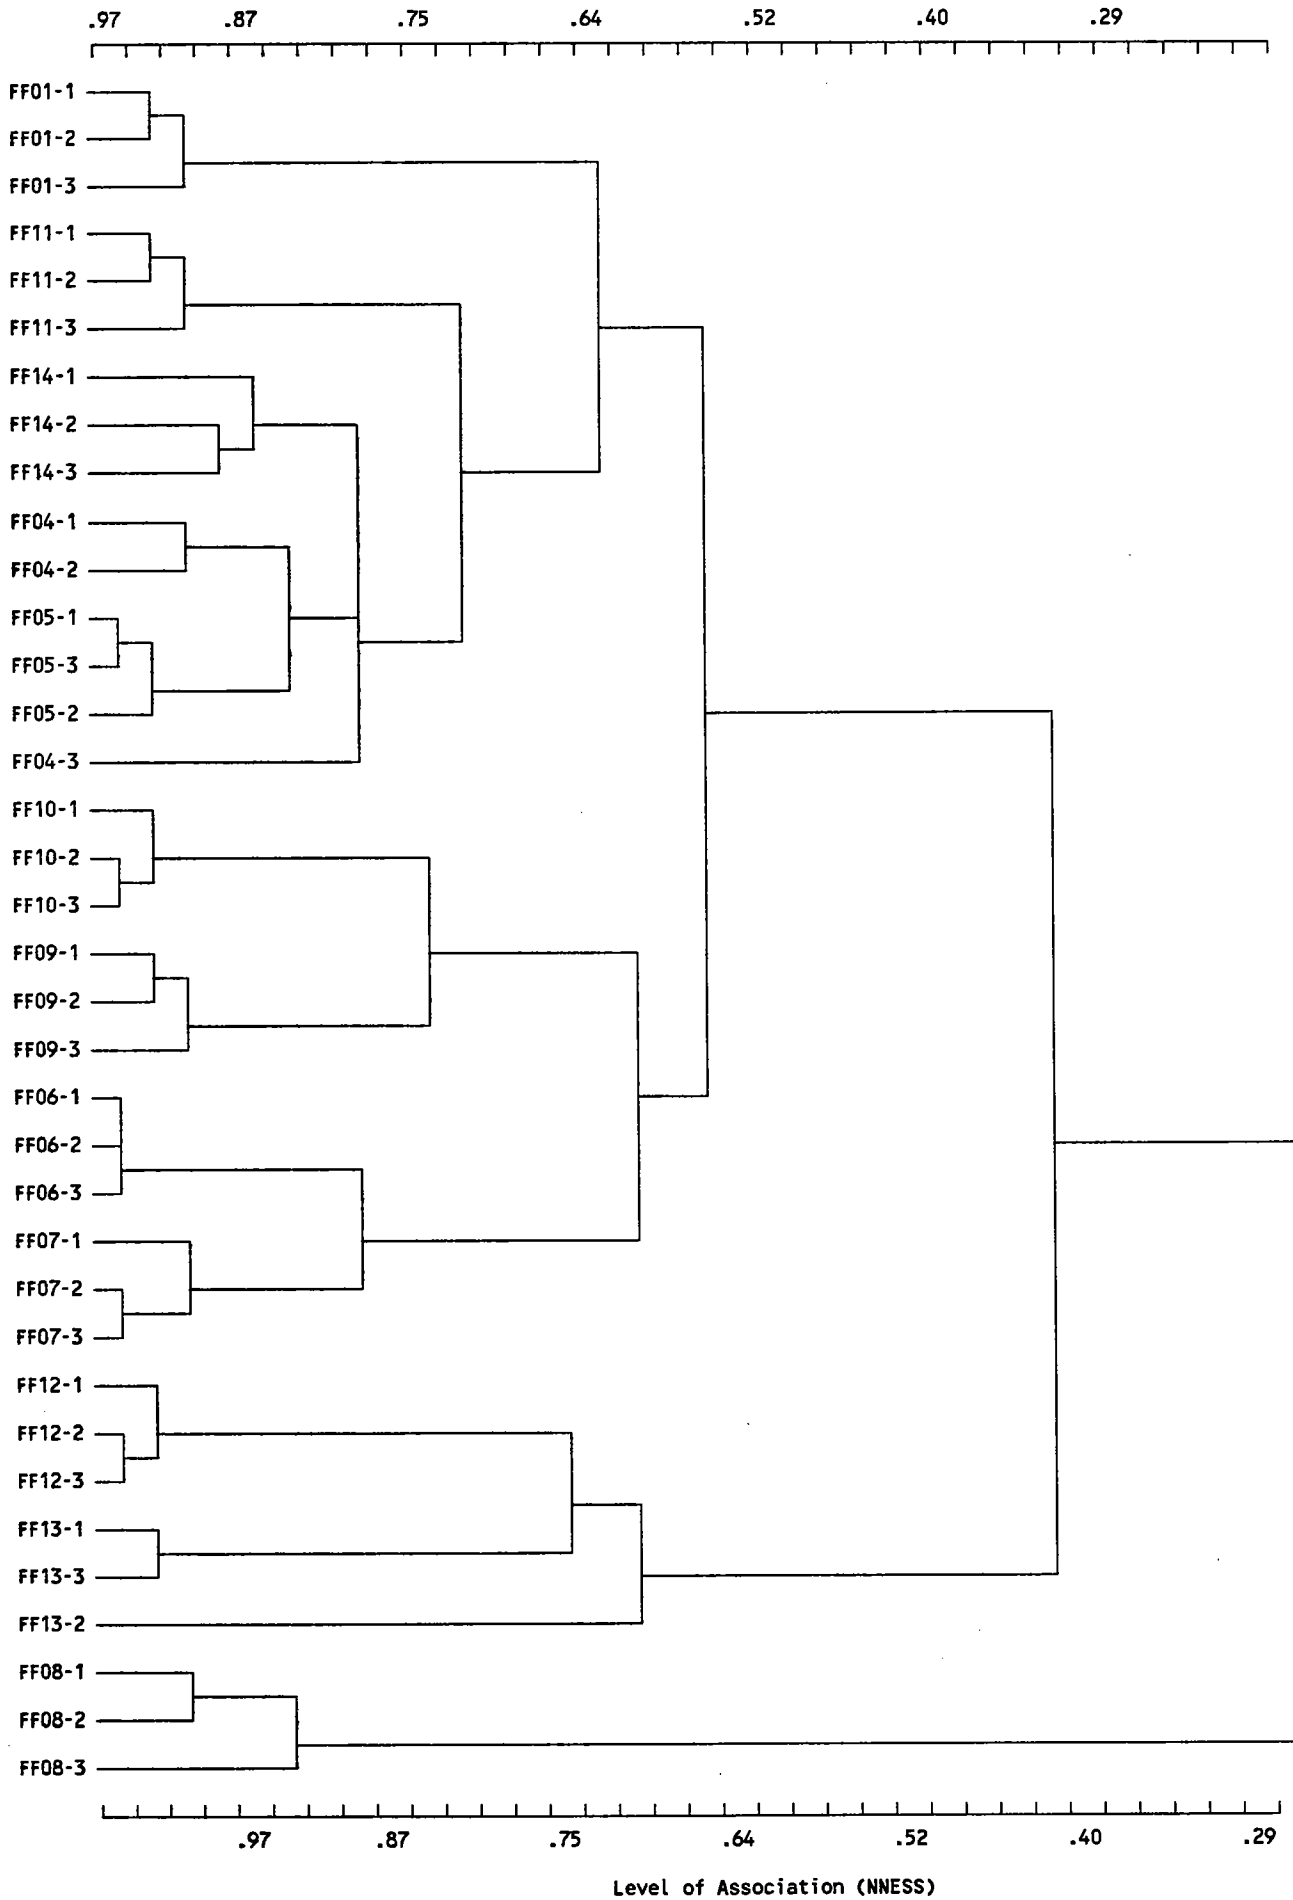 .97 .87 .75 .64 .52 .40 .29
FF01-1
FF01-2
FF01-3
FF11-1
FF11-2
FF11-3
FF14-1
FF14-2
FF14-3
FF04-1
FF04-2
FF05-1
FF05-3
FF05-2
FF04-3
FF10-1
FF10-2
FF10-3
FF09-1
FF09-2
FF09-3
FF06-1
FF06-2
FF06-3
FF07-1
FF07-2
FF07-3
FF12-1
FF12-2
FF12-3
FF13-1
FF13-3
FF13-2
FF08-1
FF08-2
FF08-3
.97 .87 .75 .64 .52 .40 .29
Level of Association (NNESS)